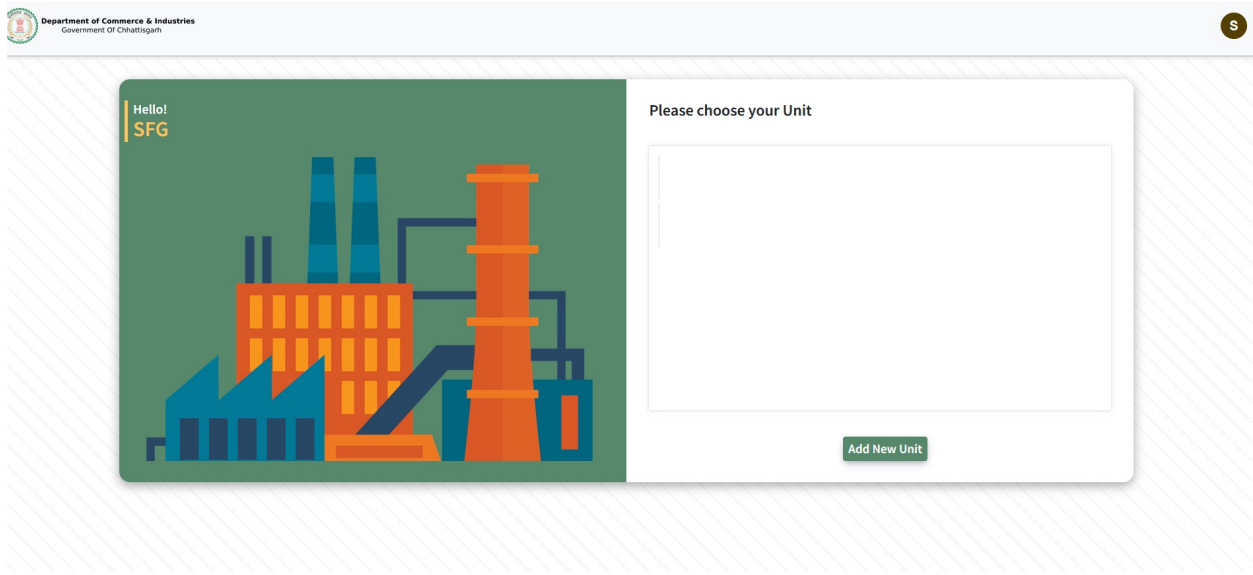 Department of Commerce & Industries
Government Of Chhattisgarh
S
Hello!
SFG
Please choose your Unit
Add New Unit